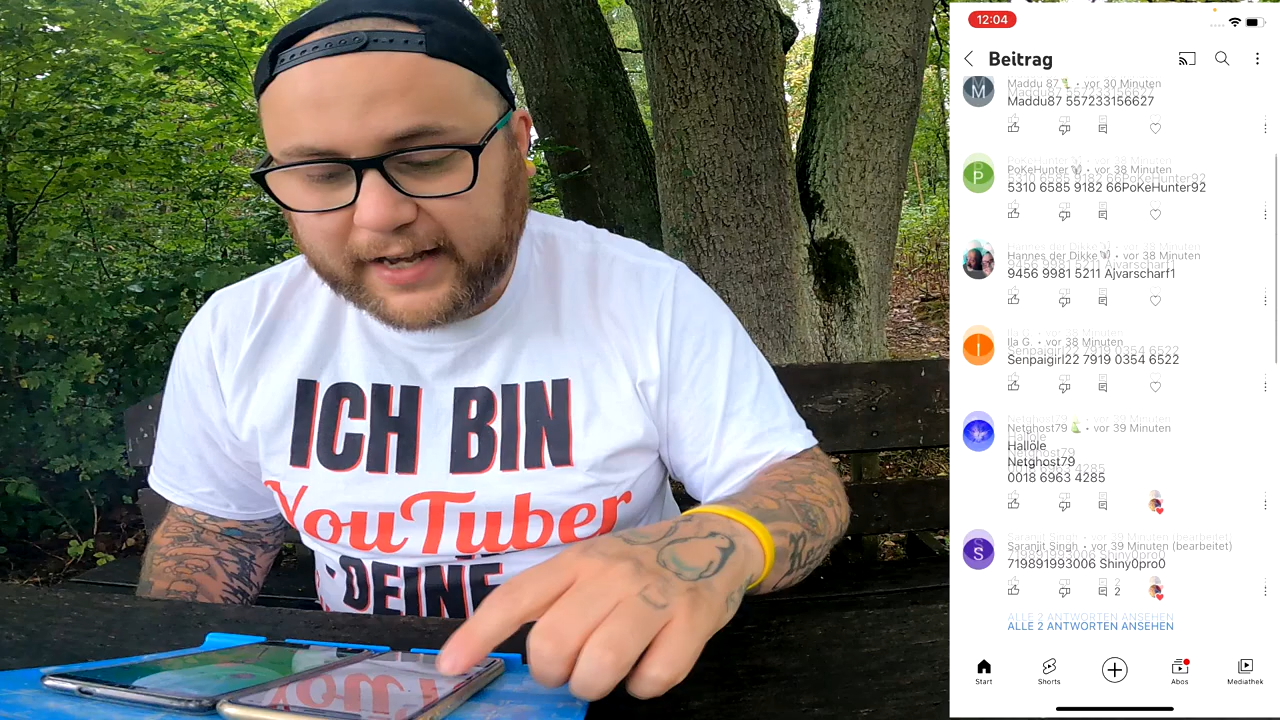 ICH BIN
YouTuber
DEINE
12:04
Beitrag
Maddu 87 • vor 30 Minuten
Maddu87 557233156627
PoKeHunter • vor 38 Minuten
5310 6585 9182 66PoKeHunter92
Hannes der Dikke • vor 38 Minuten
9456 9981 5211 Ajvarscharf1
Ila G. • vor 38 Minuten
Senpaigirl22 7919 0354 6522
Netghost79 • vor 39 Minuten
Hallöle
Netghost79
0018 6963 4285
Saranjit Singh • vor 39 Minuten (bearbeitet)
719891993006 Shiny0pro0
2
ALLE 2 ANTWORTEN ANSEHEN
Start
Shorts
Abos
Mediathek